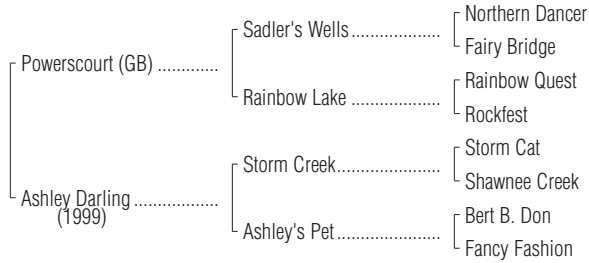 Northern Dancer
Sadler's Wells
Fairy Bridge
Powerscourt (GB)
Rainbow Quest
Rainbow Lake
Rockfest
Storm Cat
Storm Creek
Shawnee Creek
Ashley Darling
(1999)
Bert B. Don
Ashley's Pet
Fancy Fashion